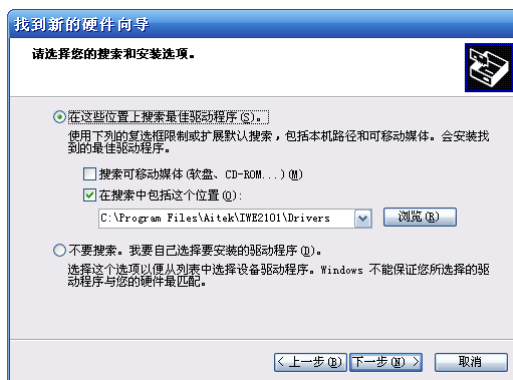 找到新的硬件向导
请选择您的搜索和安装选项。
在这些位置上搜索最佳驱动程序(S)。
使用下列的复选框限制或扩展默认搜索，包括本机路径和可移动媒体。会安装找
到的最佳驱动程序。
搜索可移动媒体(软盘、CD-ROM...)(M)
在搜索中包括这个位置(O):
C:\Program Files\Aitek\IWE2101\Drivers
浏览(R)
不要搜索。我要自己选择要安装的驱动程序(D)。
选择这个选项以便从列表中选择设备驱动程序。Windows 不能保证您所选择的驱
动程序与您的硬件最匹配。
< 上一步(B)
下一步(N) >
取消